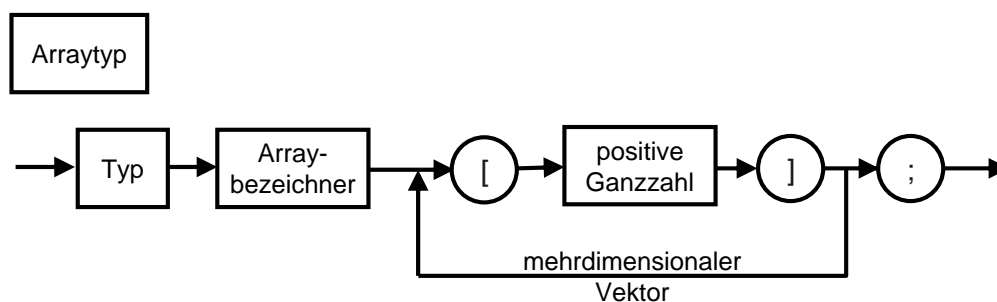 Arraytyp
Typ
Array-
bezeichner
[
positive
Ganzzahl
]
;
mehrdimensionaler
Vektor